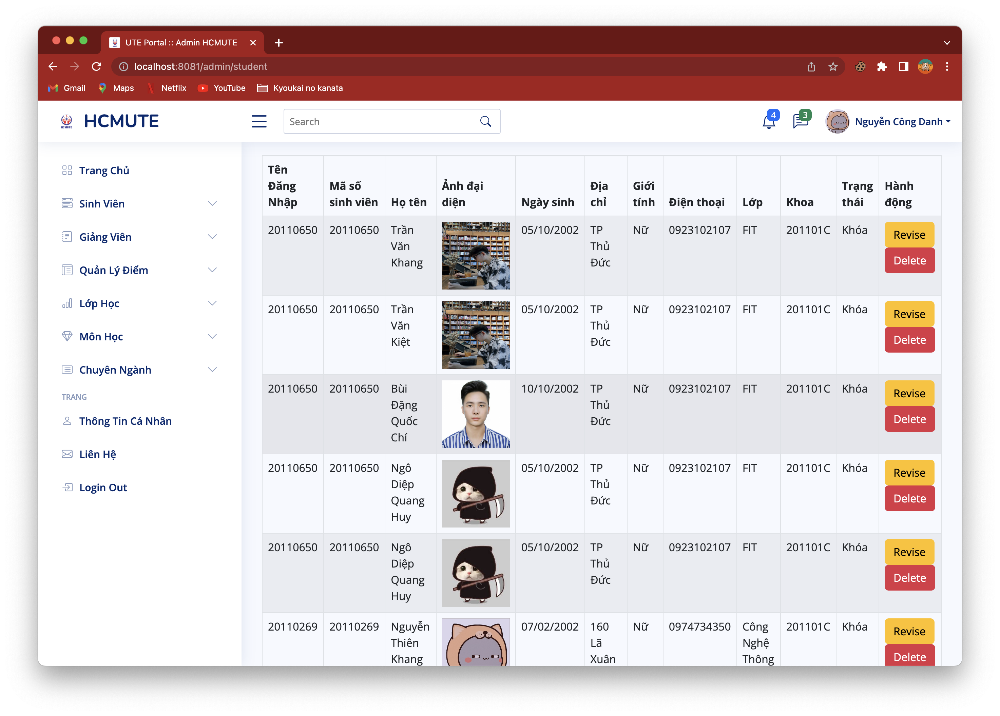 UTE Portal :: Admin HCMUTE
localhost:8081/admin/student
Gmail Maps Netflix YouTube Kyoukai no kanata
HCMUTE HCMUTE
Search
4
3
Nguyễn Công Danh
Trang Chủ
Sinh Viên
Giảng Viên
Quản Lý Điểm
Lớp Học
Môn Học
Chuyên Ngành
TRANG
Thông Tin Cá Nhân
Liên Hệ
Login Out
Tên
Đăng
Nhập
Mã số
sinh viên
Họ tên
Ảnh đại
diện
Ngày sinh
Địa
chỉ
Giới
tính
Điện thoại
Lớp
Khoa
Trạng
thái
Hành
động
20110650
20110650
Trần
Văn
Khang
05/10/2002
TP
Thủ
Đức
Nữ
0923102107
FIT
201101C
Khóa
Revise
Delete
20110650
20110650
Trần
Văn
Kiệt
05/10/2002
TP
Thủ
Đức
Nữ
0923102107
FIT
201101C
Khóa
Revise
Delete
20110650
20110650
Bùi
Đặng
Quốc
Chí
10/10/2002
TP
Thủ
Đức
Nữ
0923102107
FIT
201101C
Khóa
Revise
Delete
20110650
20110650
Ngô
Diệp
Quang
Huy
05/10/2002
TP
Thủ
Đức
Nữ
0923102107
FIT
201101C
Khóa
Revise
Delete
20110650
20110650
Ngô
Diệp
Quang
Huy
05/10/2002
TP
Thủ
Đức
Nữ
0923102107
FIT
201101C
Khóa
Revise
Delete
20110269
20110269
Nguyễn
Thiên
Khang
07/02/2002
160
Lã
Xuân
Nữ
0974734350
Công
Nghệ
Thông
201101C
Khóa
Revise
Delete